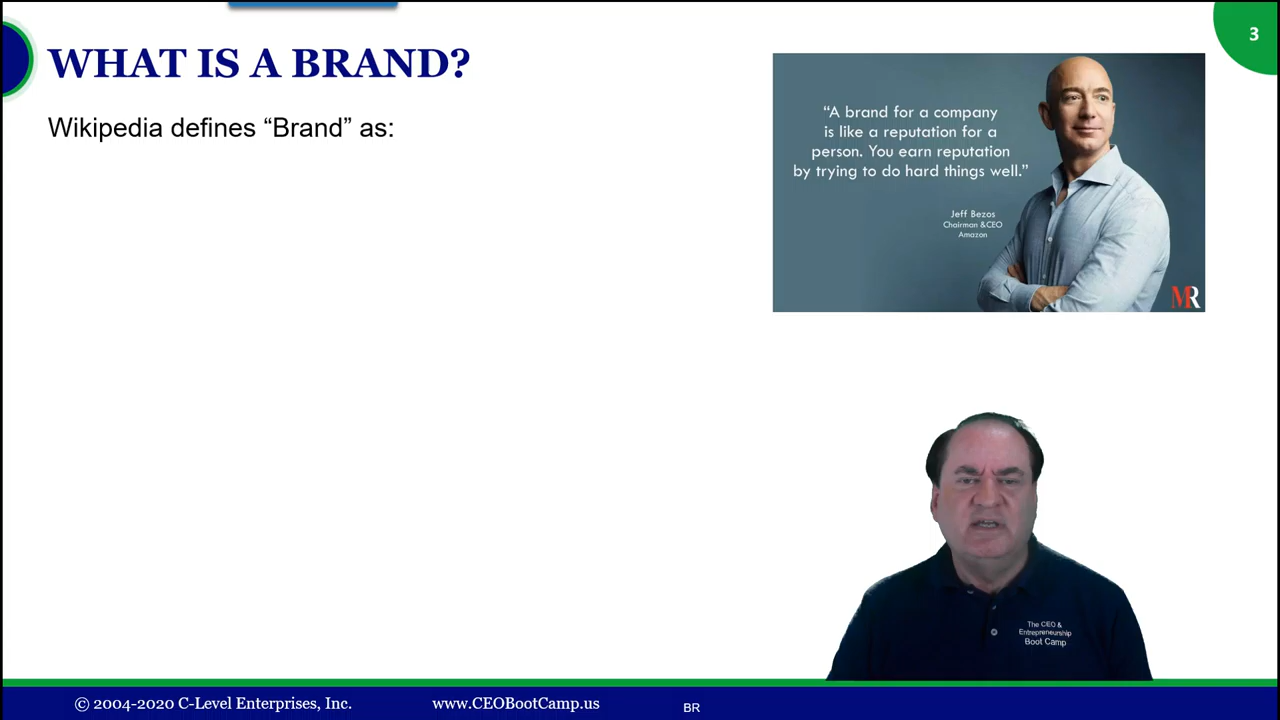 3
WHAT IS A BRAND?
Wikipedia defines “Brand” as:
“A brand for a company
is like a reputation for a
person. You earn reputation
by trying to do hard things well.”
Jeff Bezos
Chairman &CEO
Amazon
MR
The CEO &
Entrepreneurship
Boot Camp
© 2004-2020 C-Level Enterprises, Inc.
www.CEOBootCamp.us
BR